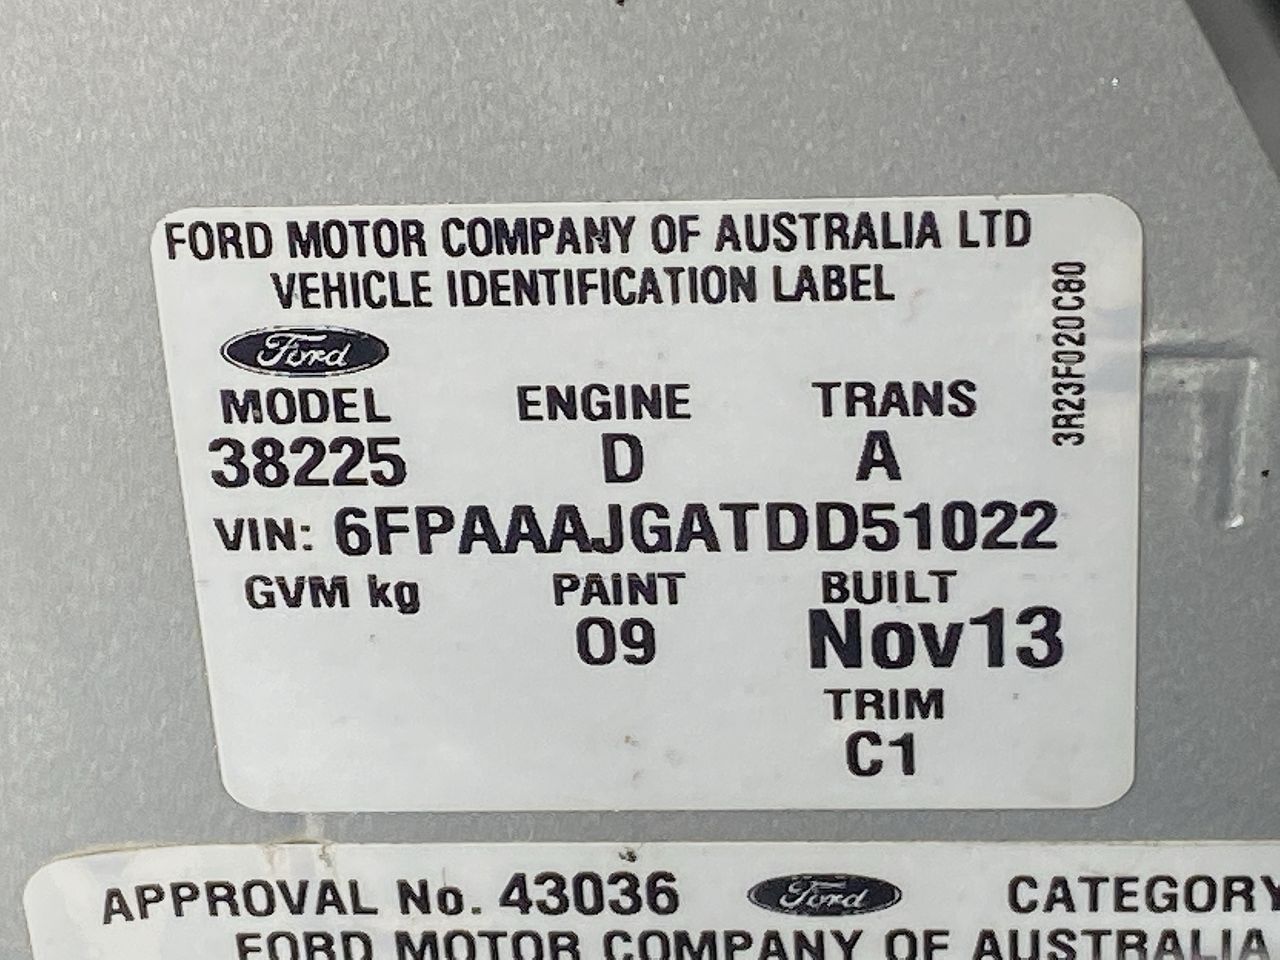 FORD MOTOR COMPANY OF AUSTRALIA LTD
VEHICLE IDENTIFICATION LABEL
3R23F020C80
Ford
MODEL ENGINE TRANS
38225 D A
VIN: 6FPAAAJGATDD51022
GVM kg PAINT BUILT
09 Nov13
TRIM
C1
APPROVAL No. 43036 Ford CATEGORY
FORD MOTOR COMPANY OF AUSTRALIA